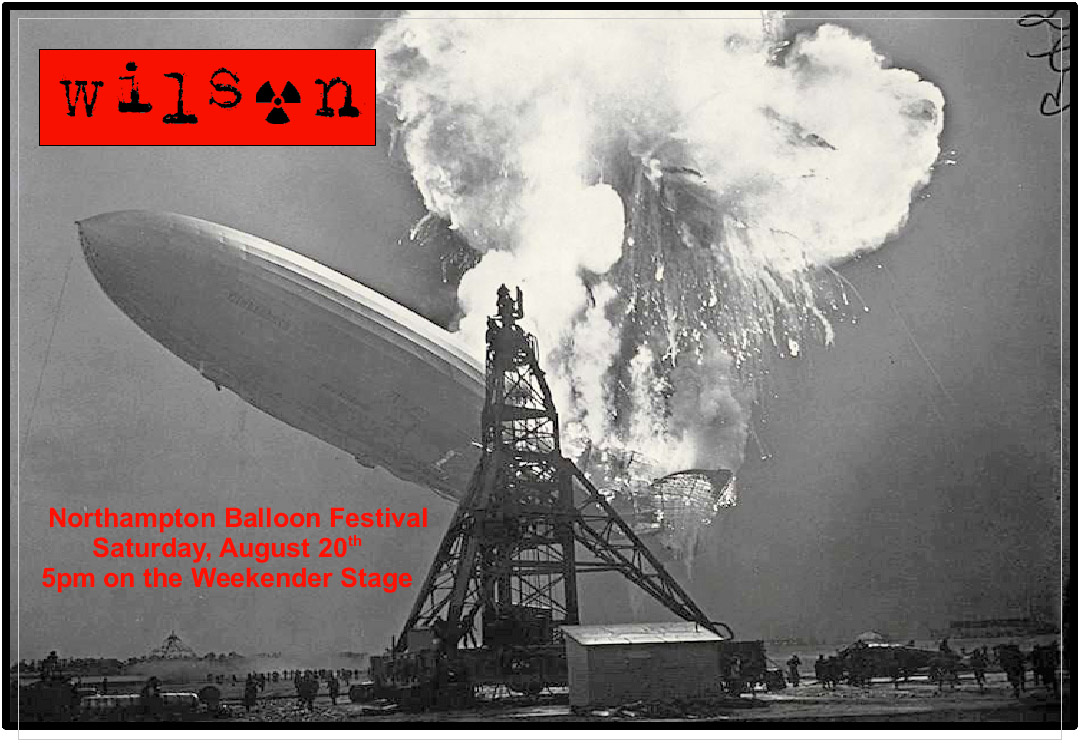 wilson
Northampton Balloon Festival
Saturday, August 20th
5pm on the Weekender Stage